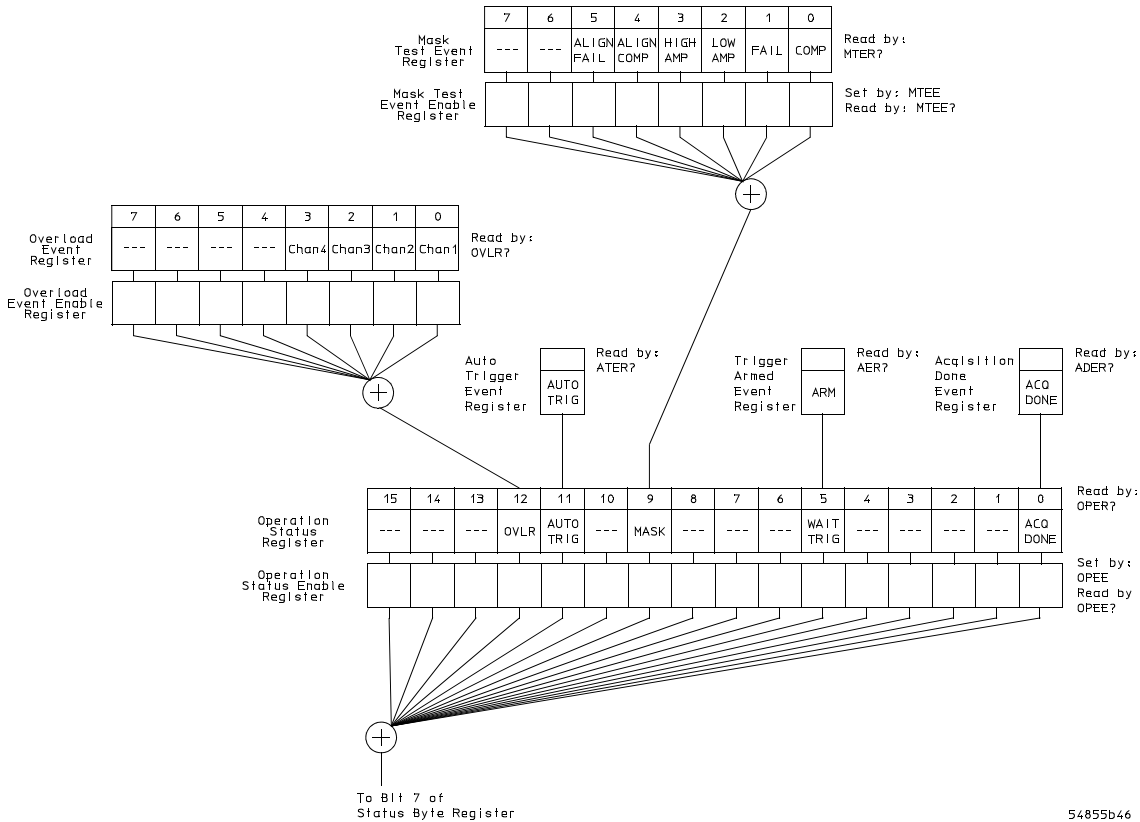 7 6 5 4 3 2 1 0
Mask
Test Event
Register
--- --- ALIGN FAIL ALIGN COMP HIGH AMP LOW AMP FAIL COMP
Read by:
MTER?
Mask Test
Event Enable
Register
Set by: MTEE
Read by: MTEE?
7 6 5 4 3 2 1 0
Overload
Event
Register
--- --- --- --- Chan4 Chan3 Chan2 Chan1
Read by:
OVLR?
Overload
Event Enable
Register
Auto
Trigger
Event
Register
AUTO
TRIG
Read by:
ATER?
Trigger
Armed
Event
Register
ARM
Read by:
AER?
Acqisition
Done
Event
Register
ACQ
DONE
Read by:
ADER?
15 14 13 12 11 10 9 8 7 6 5 4 3 2 1 0
Operation
Status
Register
--- --- --- OVLR AUTO TRIG --- MASK --- --- --- WAIT TRIG --- --- --- --- ACQ DONE
Read by:
OPER?
Operation
Status Enable
Register
Set by:
OPEE
Read by
OPEE?
To Bit 7 of
Status Byte Register
54855b46